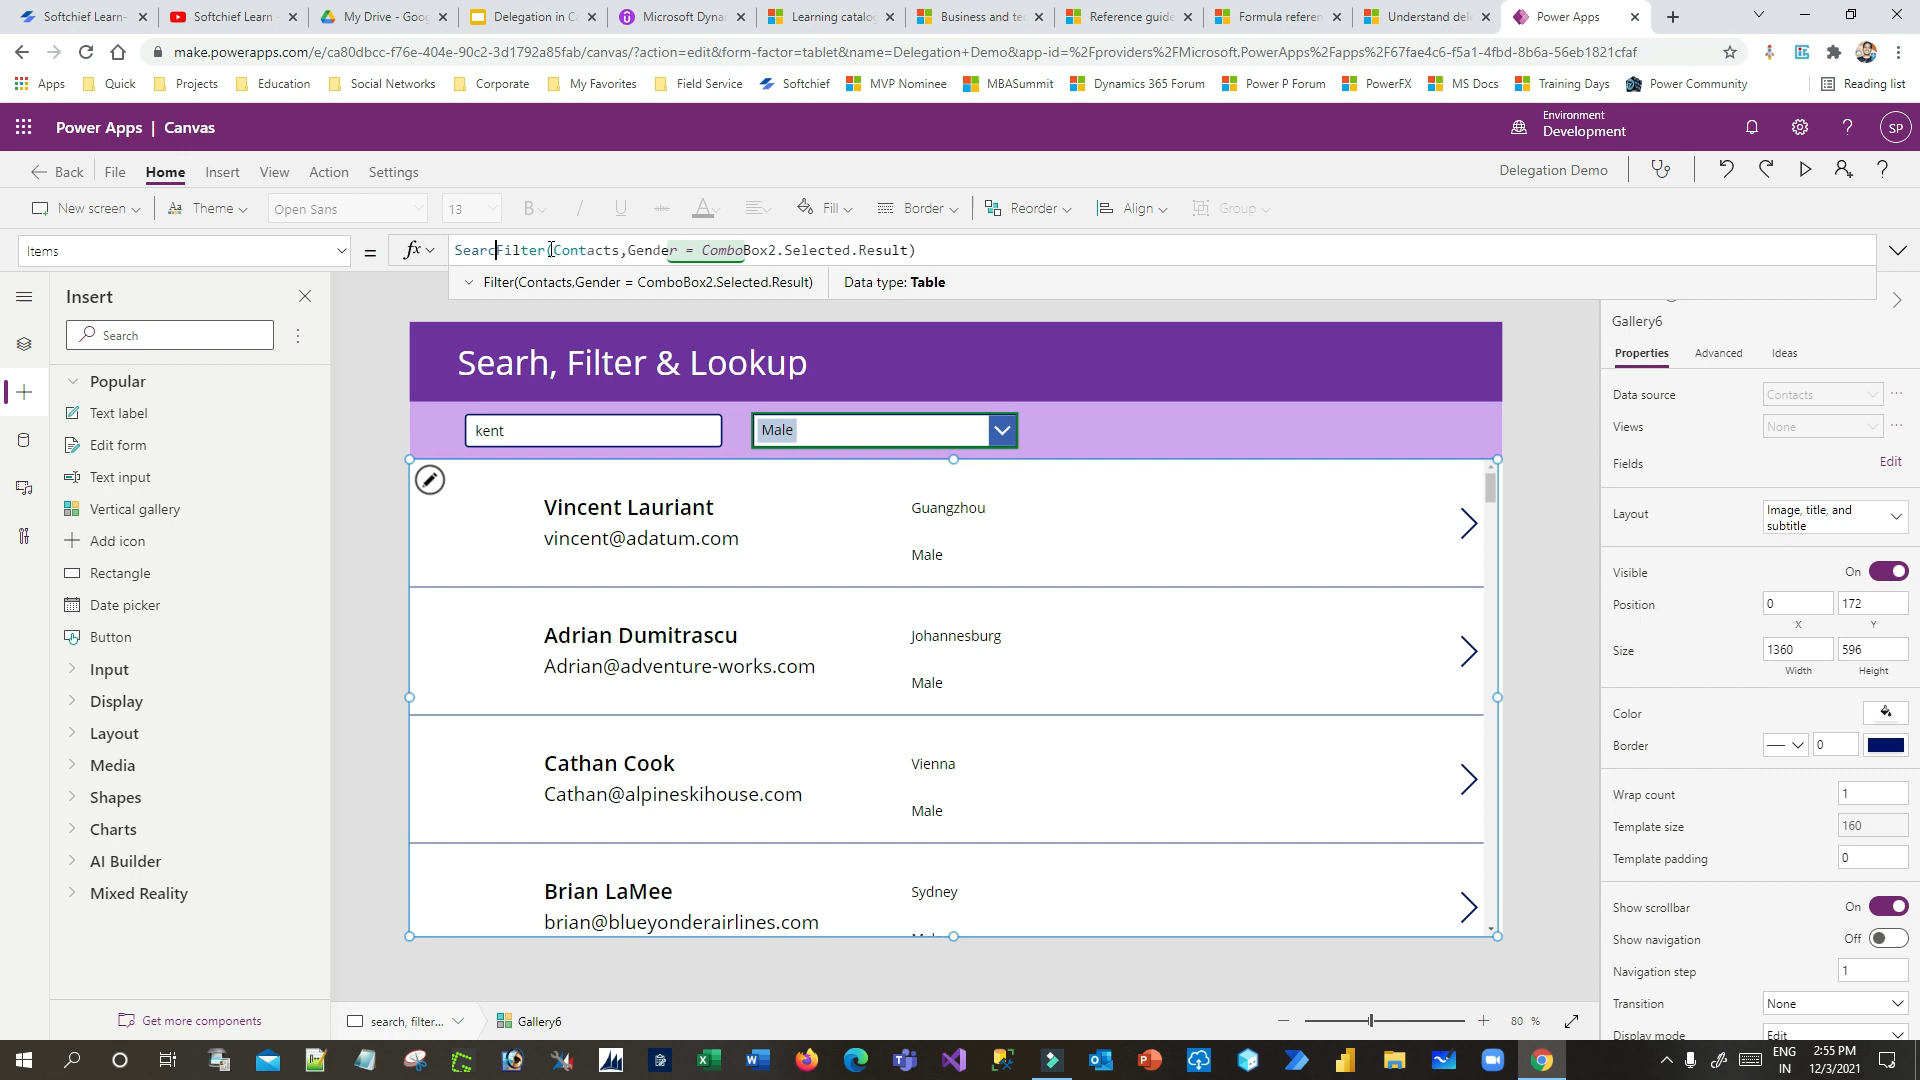 Softchief Learn-
Softchief Learn -
My Drive - Goog
Delegation in Ca
Microsoft Dynam
Learning catalog
Business and tec
Reference guide
Formula referen
Understand del
Power Apps
make.powerapps.com/e/ca80dbcc-f76e-404e-90c2-3d1792a85fab/canvas/?action=edit&form-factor=tablet&name=Delegation+Demo&app-id=%2Fproviders%2FMicrosoft.PowerApps%2Fapps%2F67fae4c6-f5a1-4fbd-8b6a-56eb1821cfaf
Apps
Quick
Projects
Education
Social Networks
Corporate
My Favorites
Field Service
Softchief
MVP Nominee
MBASummit
Dynamics 365 Forum
Power P Forum
PowerFX
MS Docs
Training Days
Power Community
Reading list
Power Apps | Canvas
Environment
Development
SP
Back
File
Home
Insert
View
Action
Settings
Delegation Demo
New screen
Theme
Open Sans
13
B
Fill
Border
Reorder
Align
Group
Items
=
fx
SearcFilter(Contacts,Gender = ComboBox2.Selected.Result)
Filter(Contacts,Gender = ComboBox2.Selected.Result)
Data type: Table
Insert
Search
Popular
Text label
Edit form
Text input
Vertical gallery
Add icon
Rectangle
Date picker
Button
Input
Display
Layout
Media
Shapes
Charts
AI Builder
Mixed Reality
Get more components
Searh, Filter & Lookup
kent
Male
Vincent Lauriant
vincent@adatum.com
Guangzhou
Male
Adrian Dumitrascu
Adrian@adventure-works.com
Johannesburg
Male
Cathan Cook
Cathan@alpineskihouse.com
Vienna
Male
Brian LaMee
brian@blueyonderairlines.com
Sydney
search, filter...
Gallery6
80 %
Gallery6
Properties
Advanced
Ideas
Data source
Contacts
Views
None
Fields
Edit
Layout
Image, title, and
subtitle
Visible
On
Position
0
172
X
Y
Size
1360
596
Width
Height
Color
Border
0
Wrap count
1
Template size
160
Template padding
0
Show scrollbar
On
Show navigation
Off
Navigation step
1
Transition
None
Display mode
Edit
ENG
IN
2:55 PM
12/3/2021